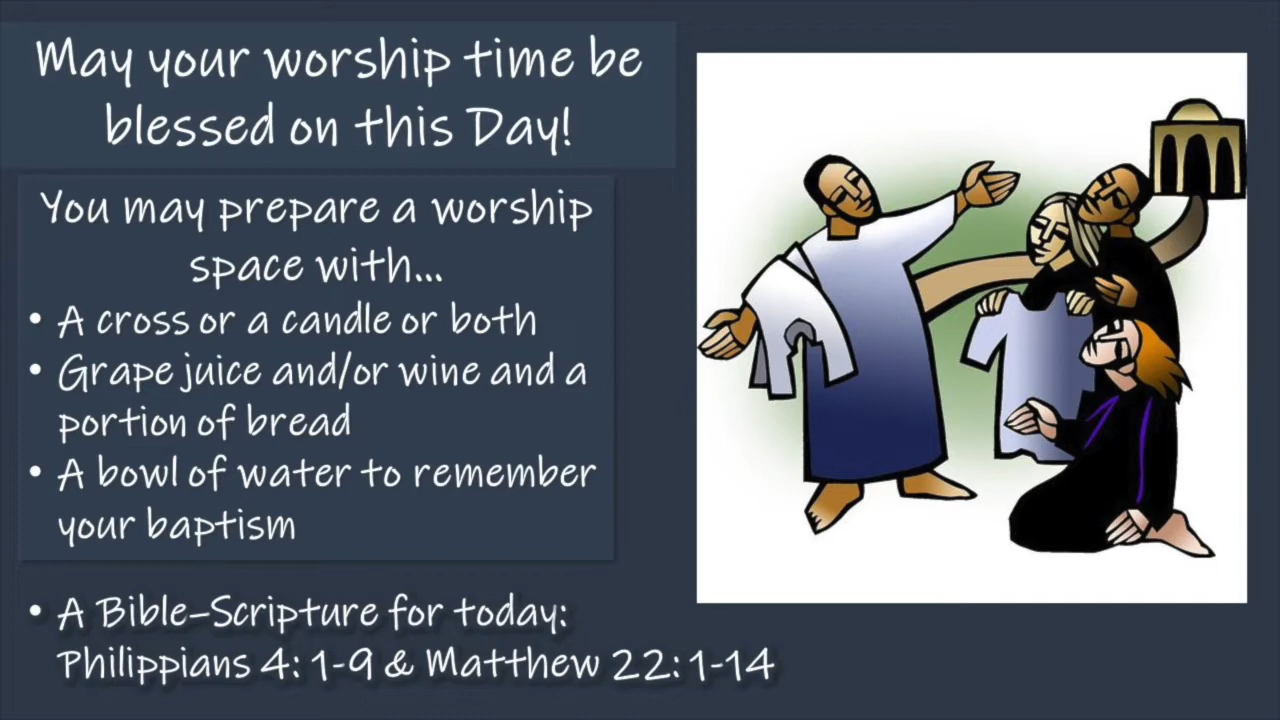 May your worship time be
blessed on this Day!
You may prepare a worship
space with...
• A cross or a candle or both
• Grape juice and/or wine and a
portion of bread
• A bowl of water to remember
your baptism
• A Bible–Scripture for today:
Philippians 4: 1-9 & Matthew 22: 1-14